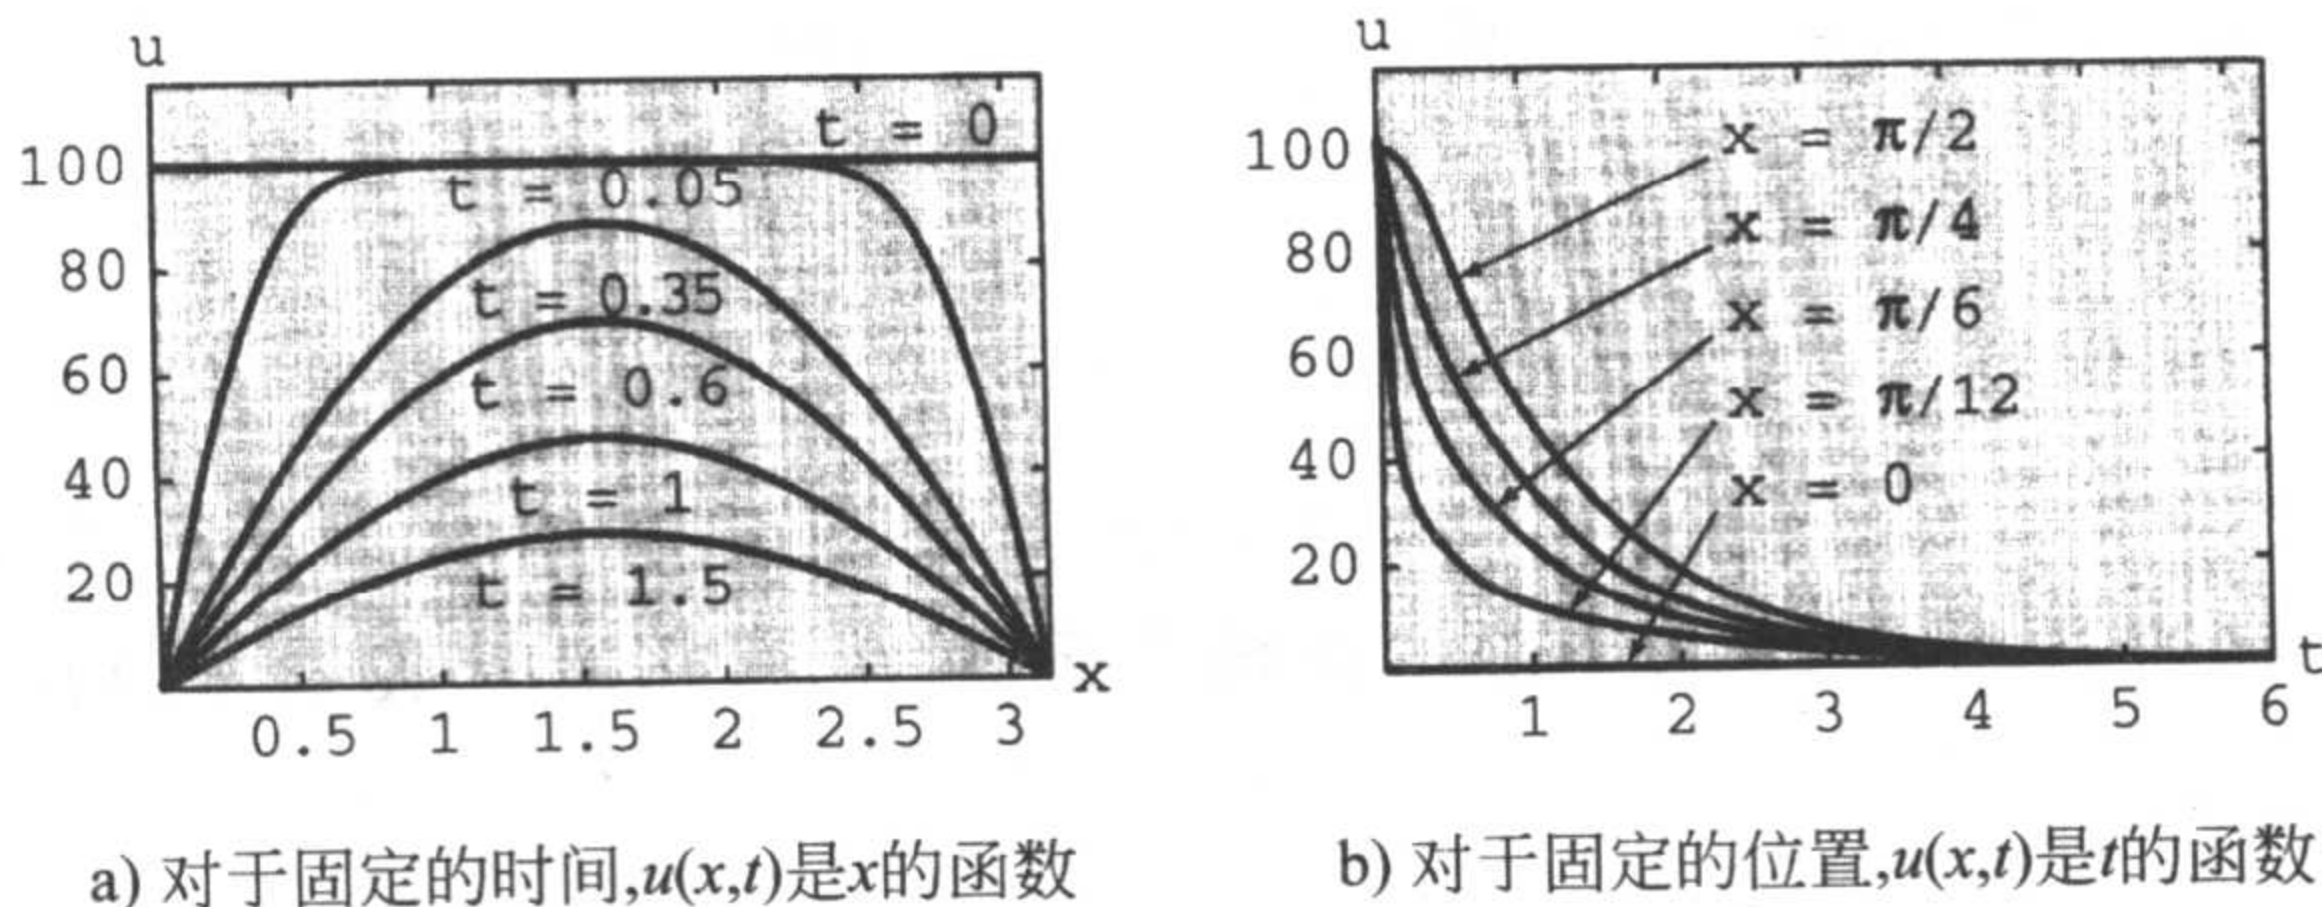 u
t = 0
100
t = 0.05
80
t = 0.35
60
t = 0.6
40
t = 1
20
t = 1.5
x
0.5 1 1.5 2 2.5 3
a) 对于固定的时间,u(x,t)是x的函数
u
x = π/2
100
x = π/4
80
x = π/6
60
x = π/12
40
x = 0
20
t
1 2 3 4 5 6
b) 对于固定的位置,u(x,t)是t的函数